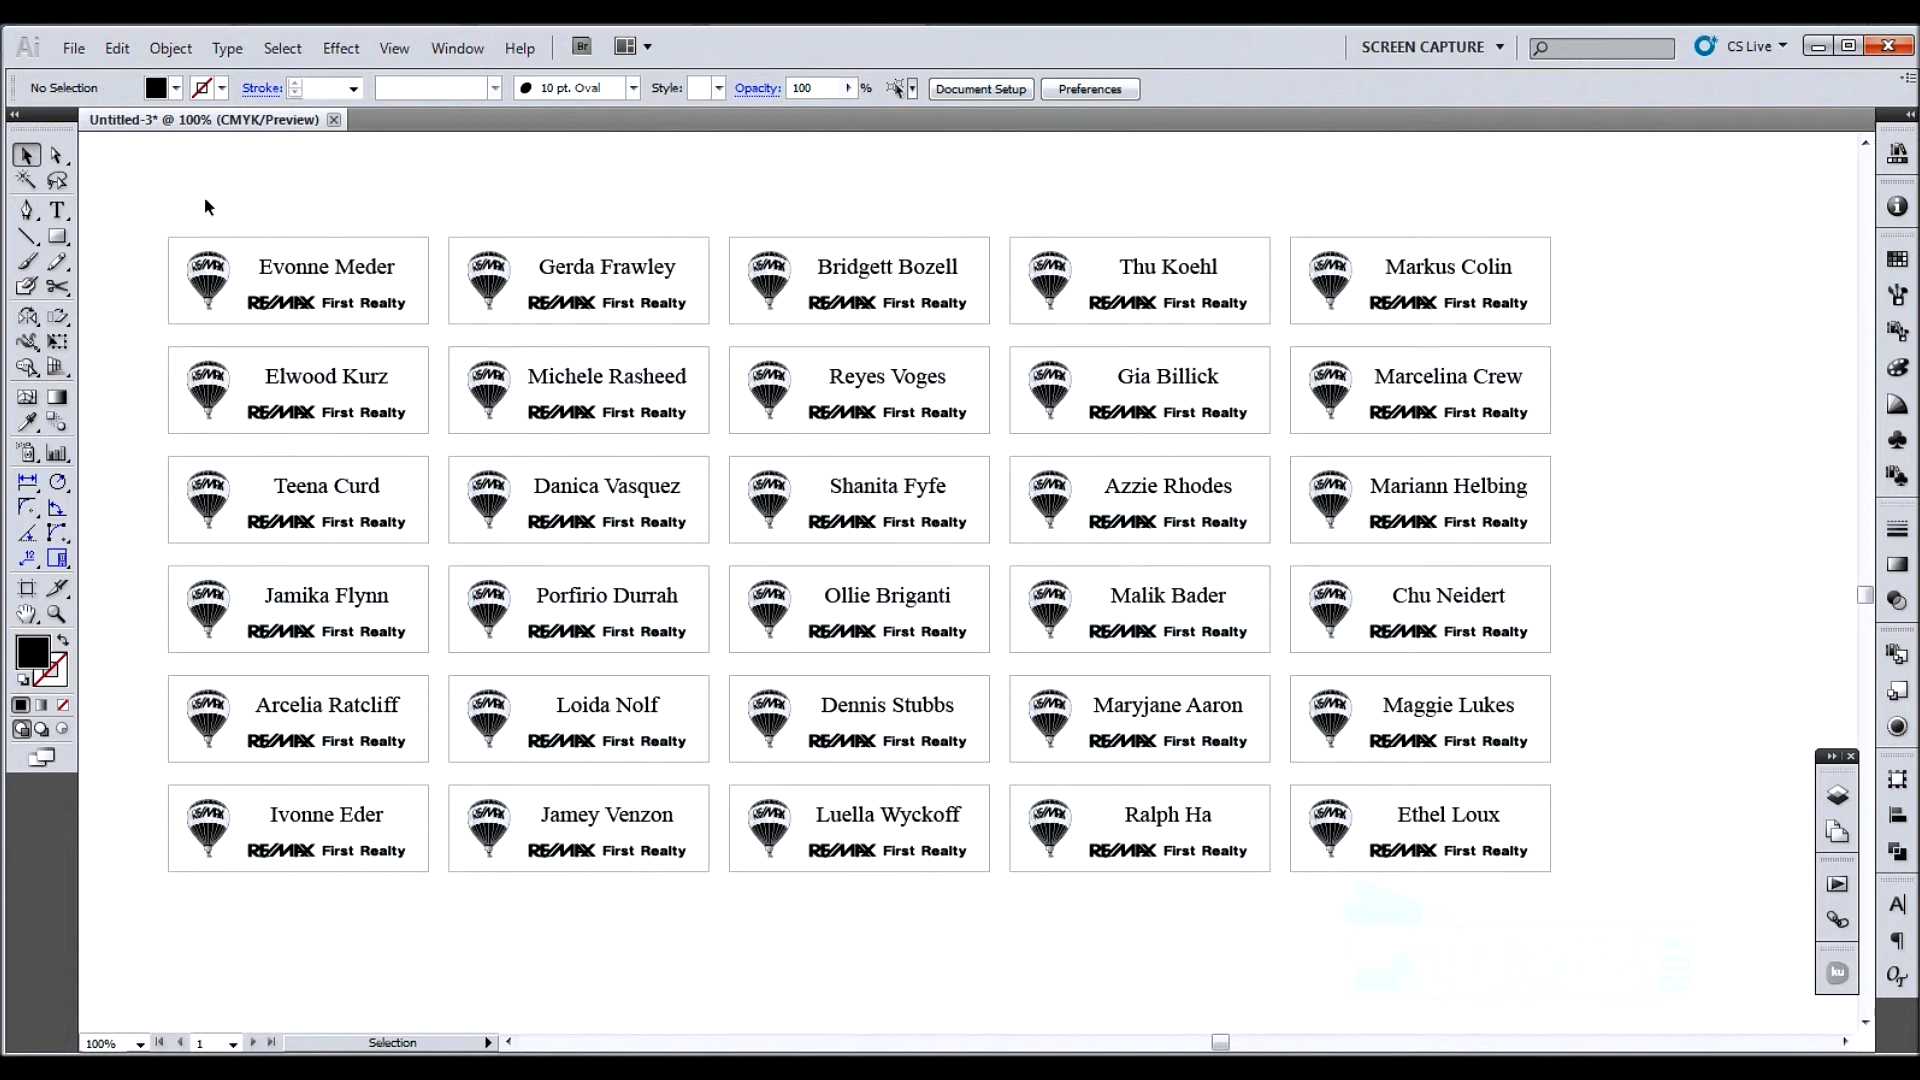 Ai File Edit Object Type Select Effect View Window Help Br SCREEN CAPTURE CS Live
No Selection Stroke: 10 pt. Oval Style: Opacity: 100 % Document Setup Preferences
Untitled-3* @ 100% (CMYK/Preview)
Evonne Meder Gerda Frawley Bridgett Bozell Thu Koehl Markus Colin
RE/MAX First Realty RE/MAX First Realty RE/MAX First Realty RE/MAX First Realty RE/MAX First Realty
Elwood Kurz Michele Rasheed Reyes Voges Gia Billick Marcelina Crew
RE/MAX First Realty RE/MAX First Realty RE/MAX First Realty RE/MAX First Realty RE/MAX First Realty
Teena Curd Danica Vasquez Shanita Fyfe Azzie Rhodes Mariann Helbing
RE/MAX First Realty RE/MAX First Realty RE/MAX First Realty RE/MAX First Realty RE/MAX First Realty
Jamika Flynn Porfirio Durrah Ollie Briganti Malik Bader Chu Neidert
RE/MAX First Realty RE/MAX First Realty RE/MAX First Realty RE/MAX First Realty RE/MAX First Realty
Arcelia Ratcliff Loida Nolf Dennis Stubbs Maryjane Aaron Maggie Lukes
RE/MAX First Realty RE/MAX First Realty RE/MAX First Realty RE/MAX First Realty RE/MAX First Realty
Ivonne Eder Jamey Venzon Luella Wyckoff Ralph Ha Ethel Loux
RE/MAX First Realty RE/MAX First Realty RE/MAX First Realty RE/MAX First Realty RE/MAX First Realty
ku
100% 1 Selection